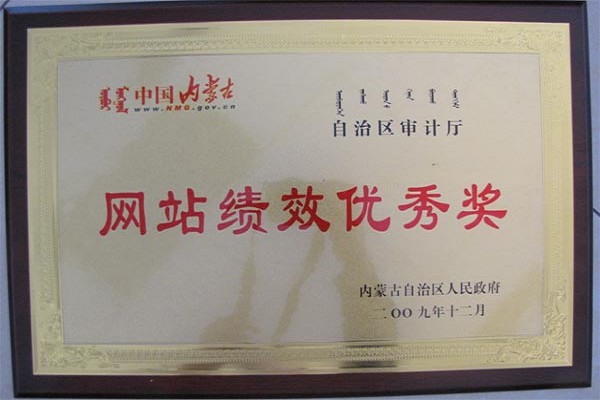 中国内蒙古
www.NMG.gov.cn
自治区审计厅
网站绩效优秀奖
内蒙古自治区人民政府
二〇〇九年十二月